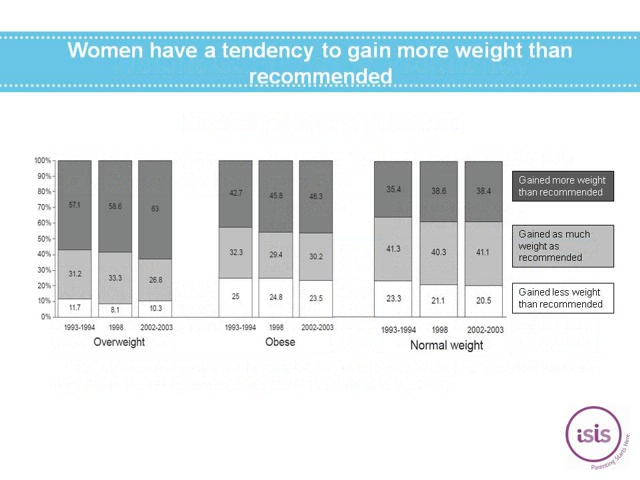 Women have a tendency to gain more weight than
recommended
100%
90%
80%
70%
60%
50%
40%
30%
20%
10%
0%
57.1 58.6 63
31.2 33.3 26.8
11.7 8.1 10.3
1993-1994 1998 2002-2003
Overweight
42.7 45.8 46.3
32.3 29.4 30.2
25 24.8 23.5
1993-1994 1998 2002-2003
Obese
35.4 38.6 38.4
41.3 40.3 41.1
23.3 21.1 20.5
1993-1994 1998 2002-2003
Normal weight
Gained more weight
than recommended
Gained as much
weight as
recommended
Gained less weight
than recommended
isis
Parenting Starts Here.